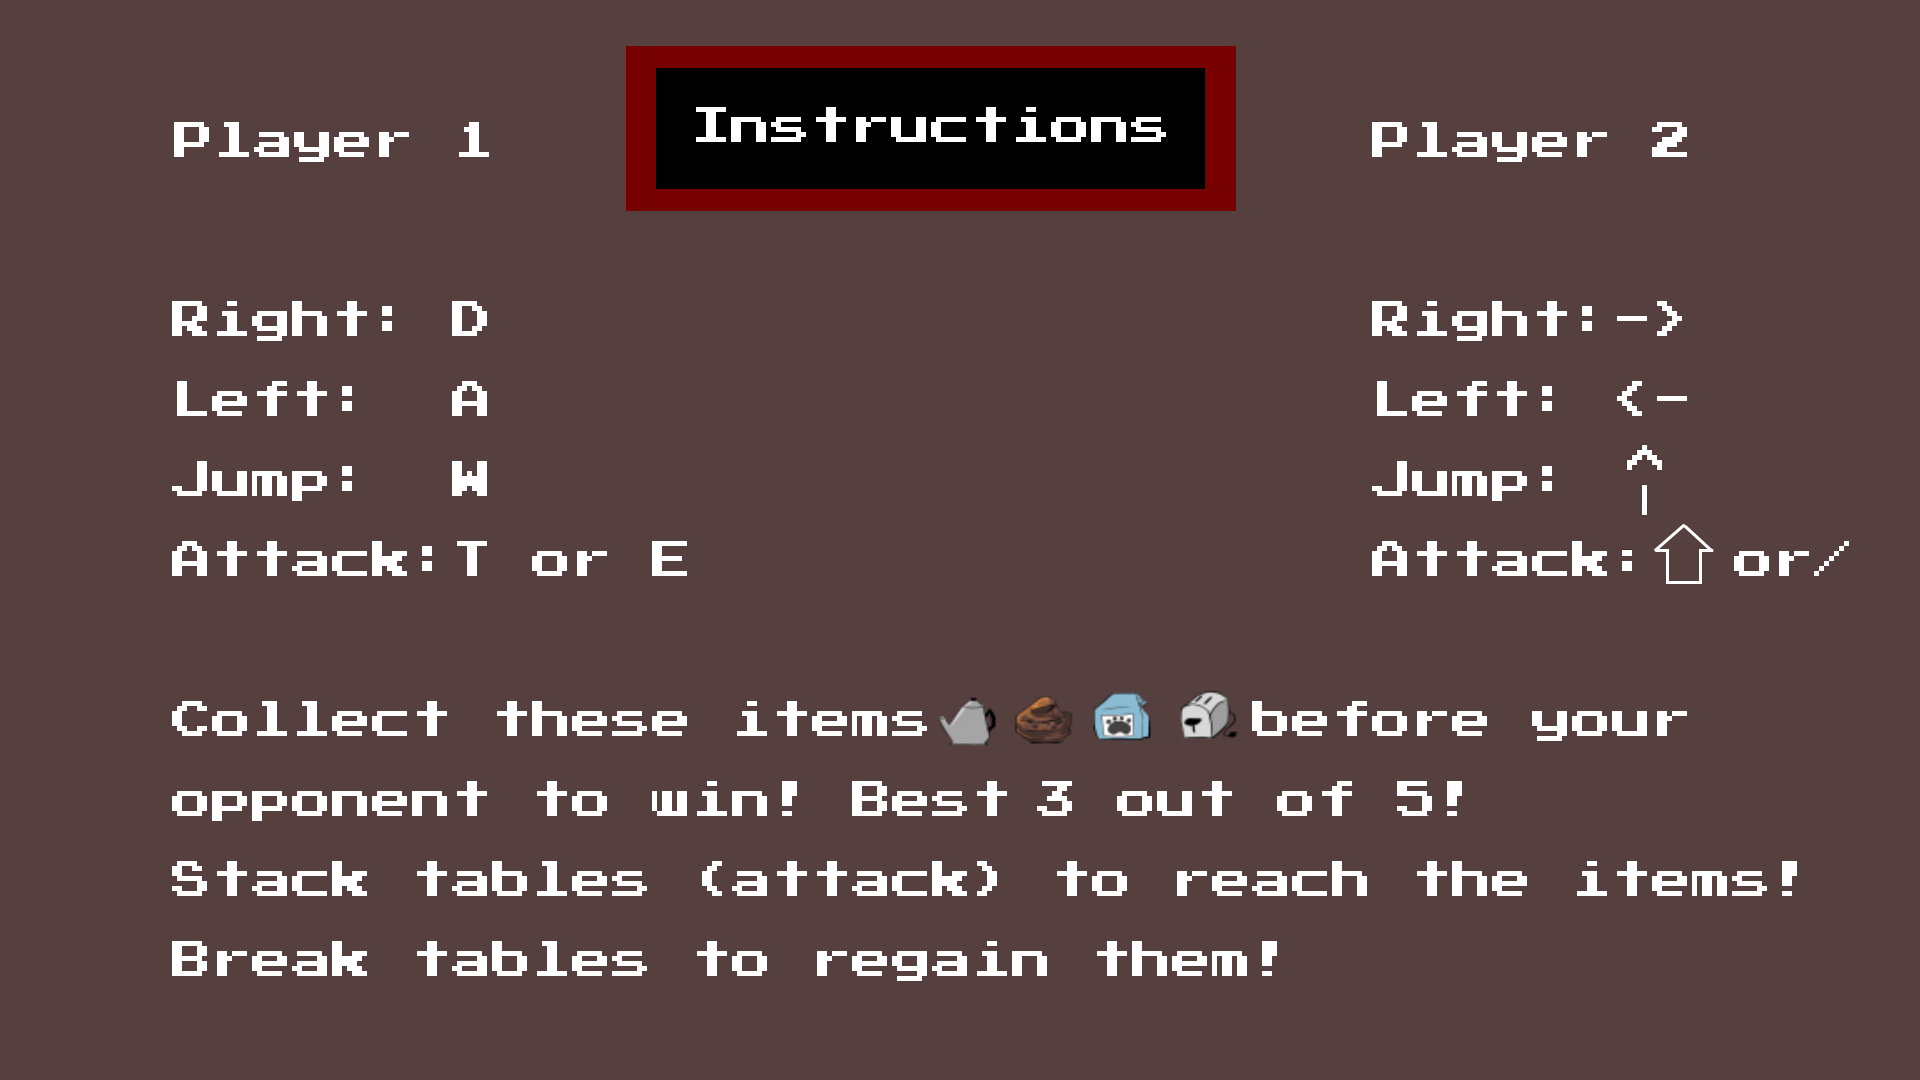 Instructions
Player 1
Right: D
Left: A
Jump: W
Attack: T or E
Player 2
Right: ->
Left: <-
Jump: ^
|
Attack: ⇧ or /
Collect these items before your
opponent to win! Best 3 out of 5!
Stack tables (attack) to reach the items!
Break tables to regain them!